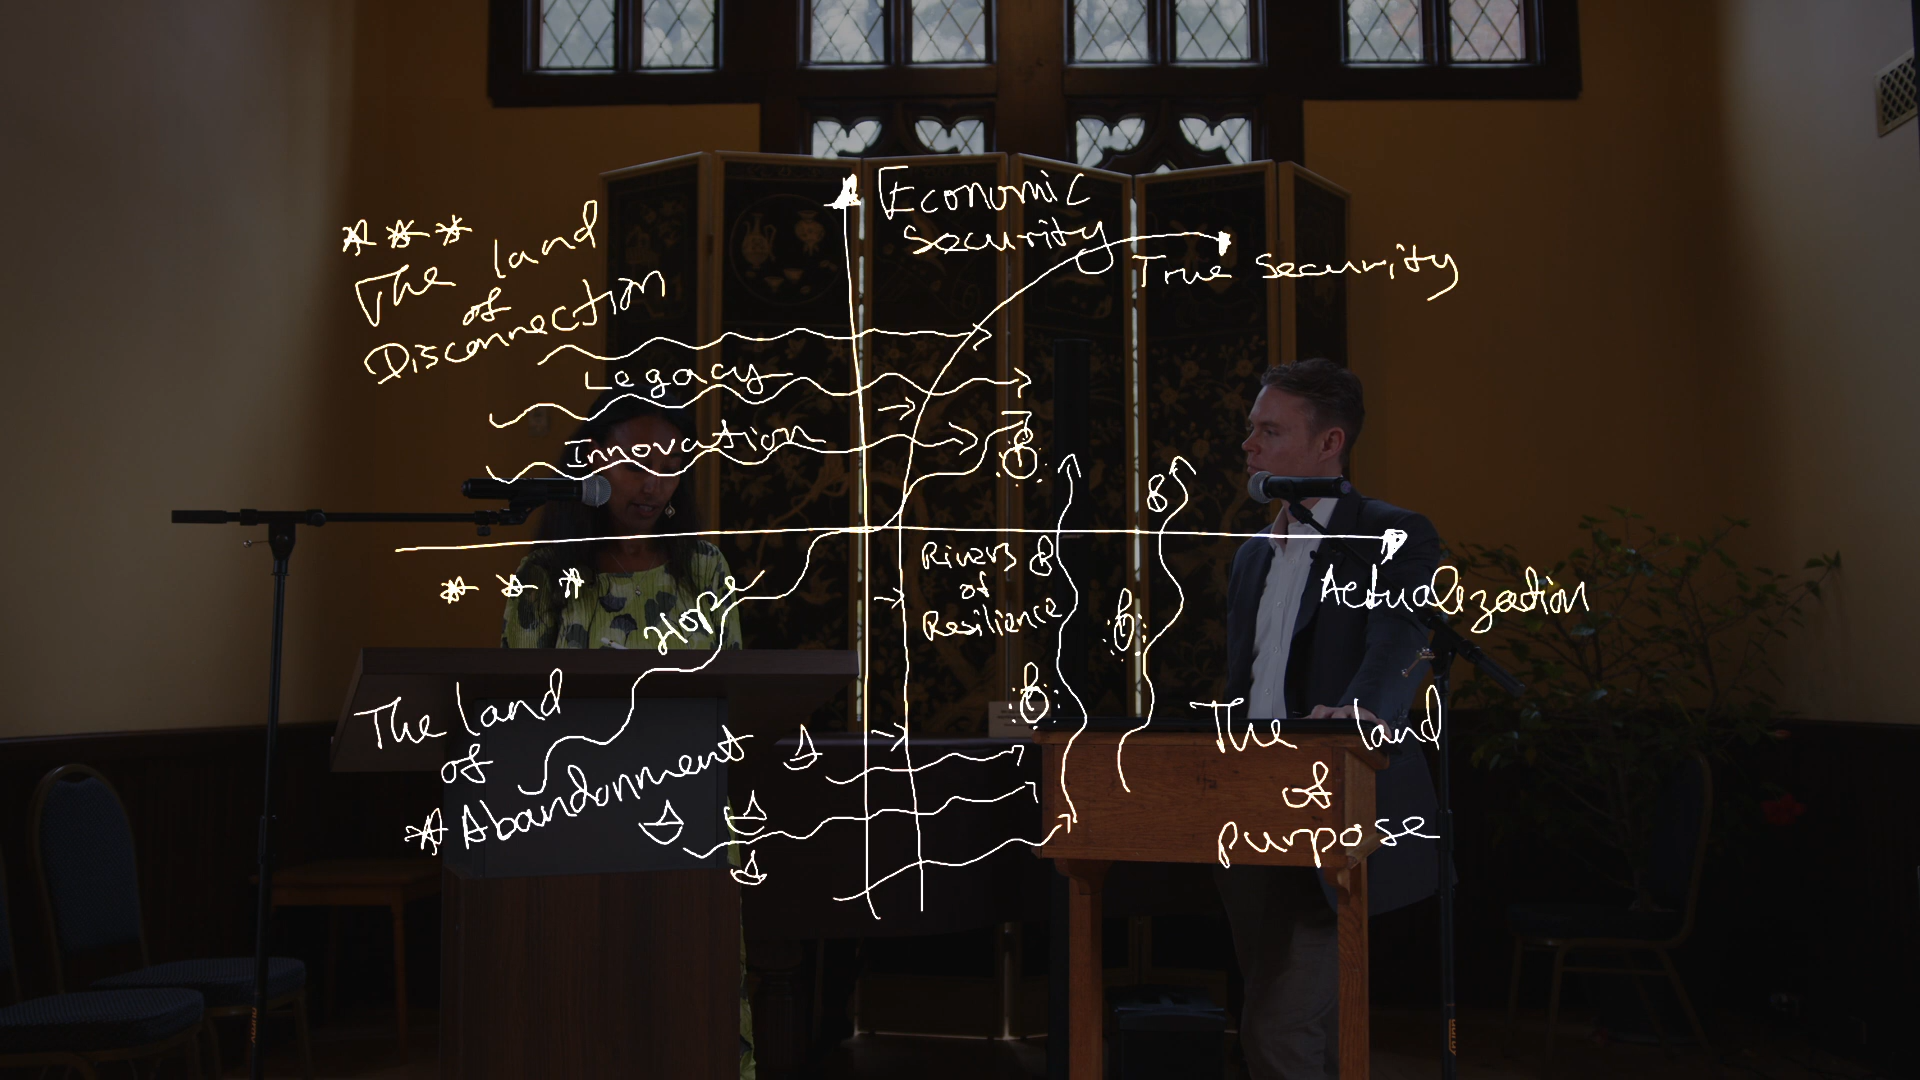 Economic
security
True security
The land
of
Disconnection
Legacy
Innovation
Rivers
of
Resilience
Actualization
Hope
The land
of
Abandonment
The land
of
purpose